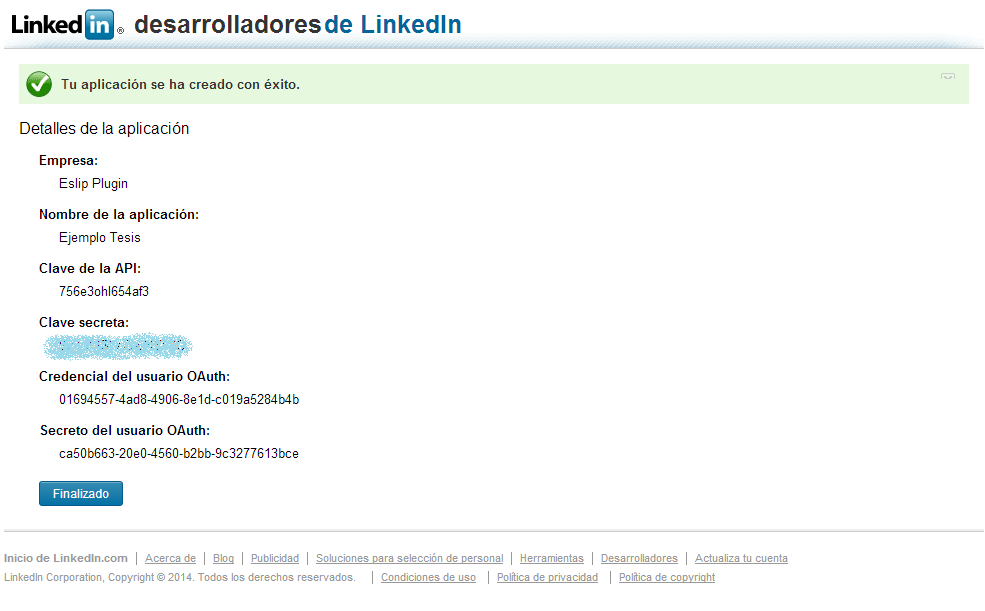 Linked in ® desarrolladores de LinkedIn
Tu aplicación se ha creado con éxito.
Detalles de la aplicación
Empresa:
Eslip Plugin
Nombre de la aplicación:
Ejemplo Tesis
Clave de la API:
756e3ohl654af3
Clave secreta:
Credencial del usuario OAuth:
01694557-4ad8-4906-8e1d-c019a5284b4b
Secreto del usuario OAuth:
ca50b663-20e0-4560-b2bb-9c3277613bce
Finalizado
Inicio de LinkedIn.com | Acerca de | Blog | Publicidad | Soluciones para selección de personal | Herramientas | Desarrolladores | Actualiza tu cuenta
LinkedIn Corporation, Copyright © 2014. Todos los derechos reservados. | Condiciones de uso | Política de privacidad | Política de copyright